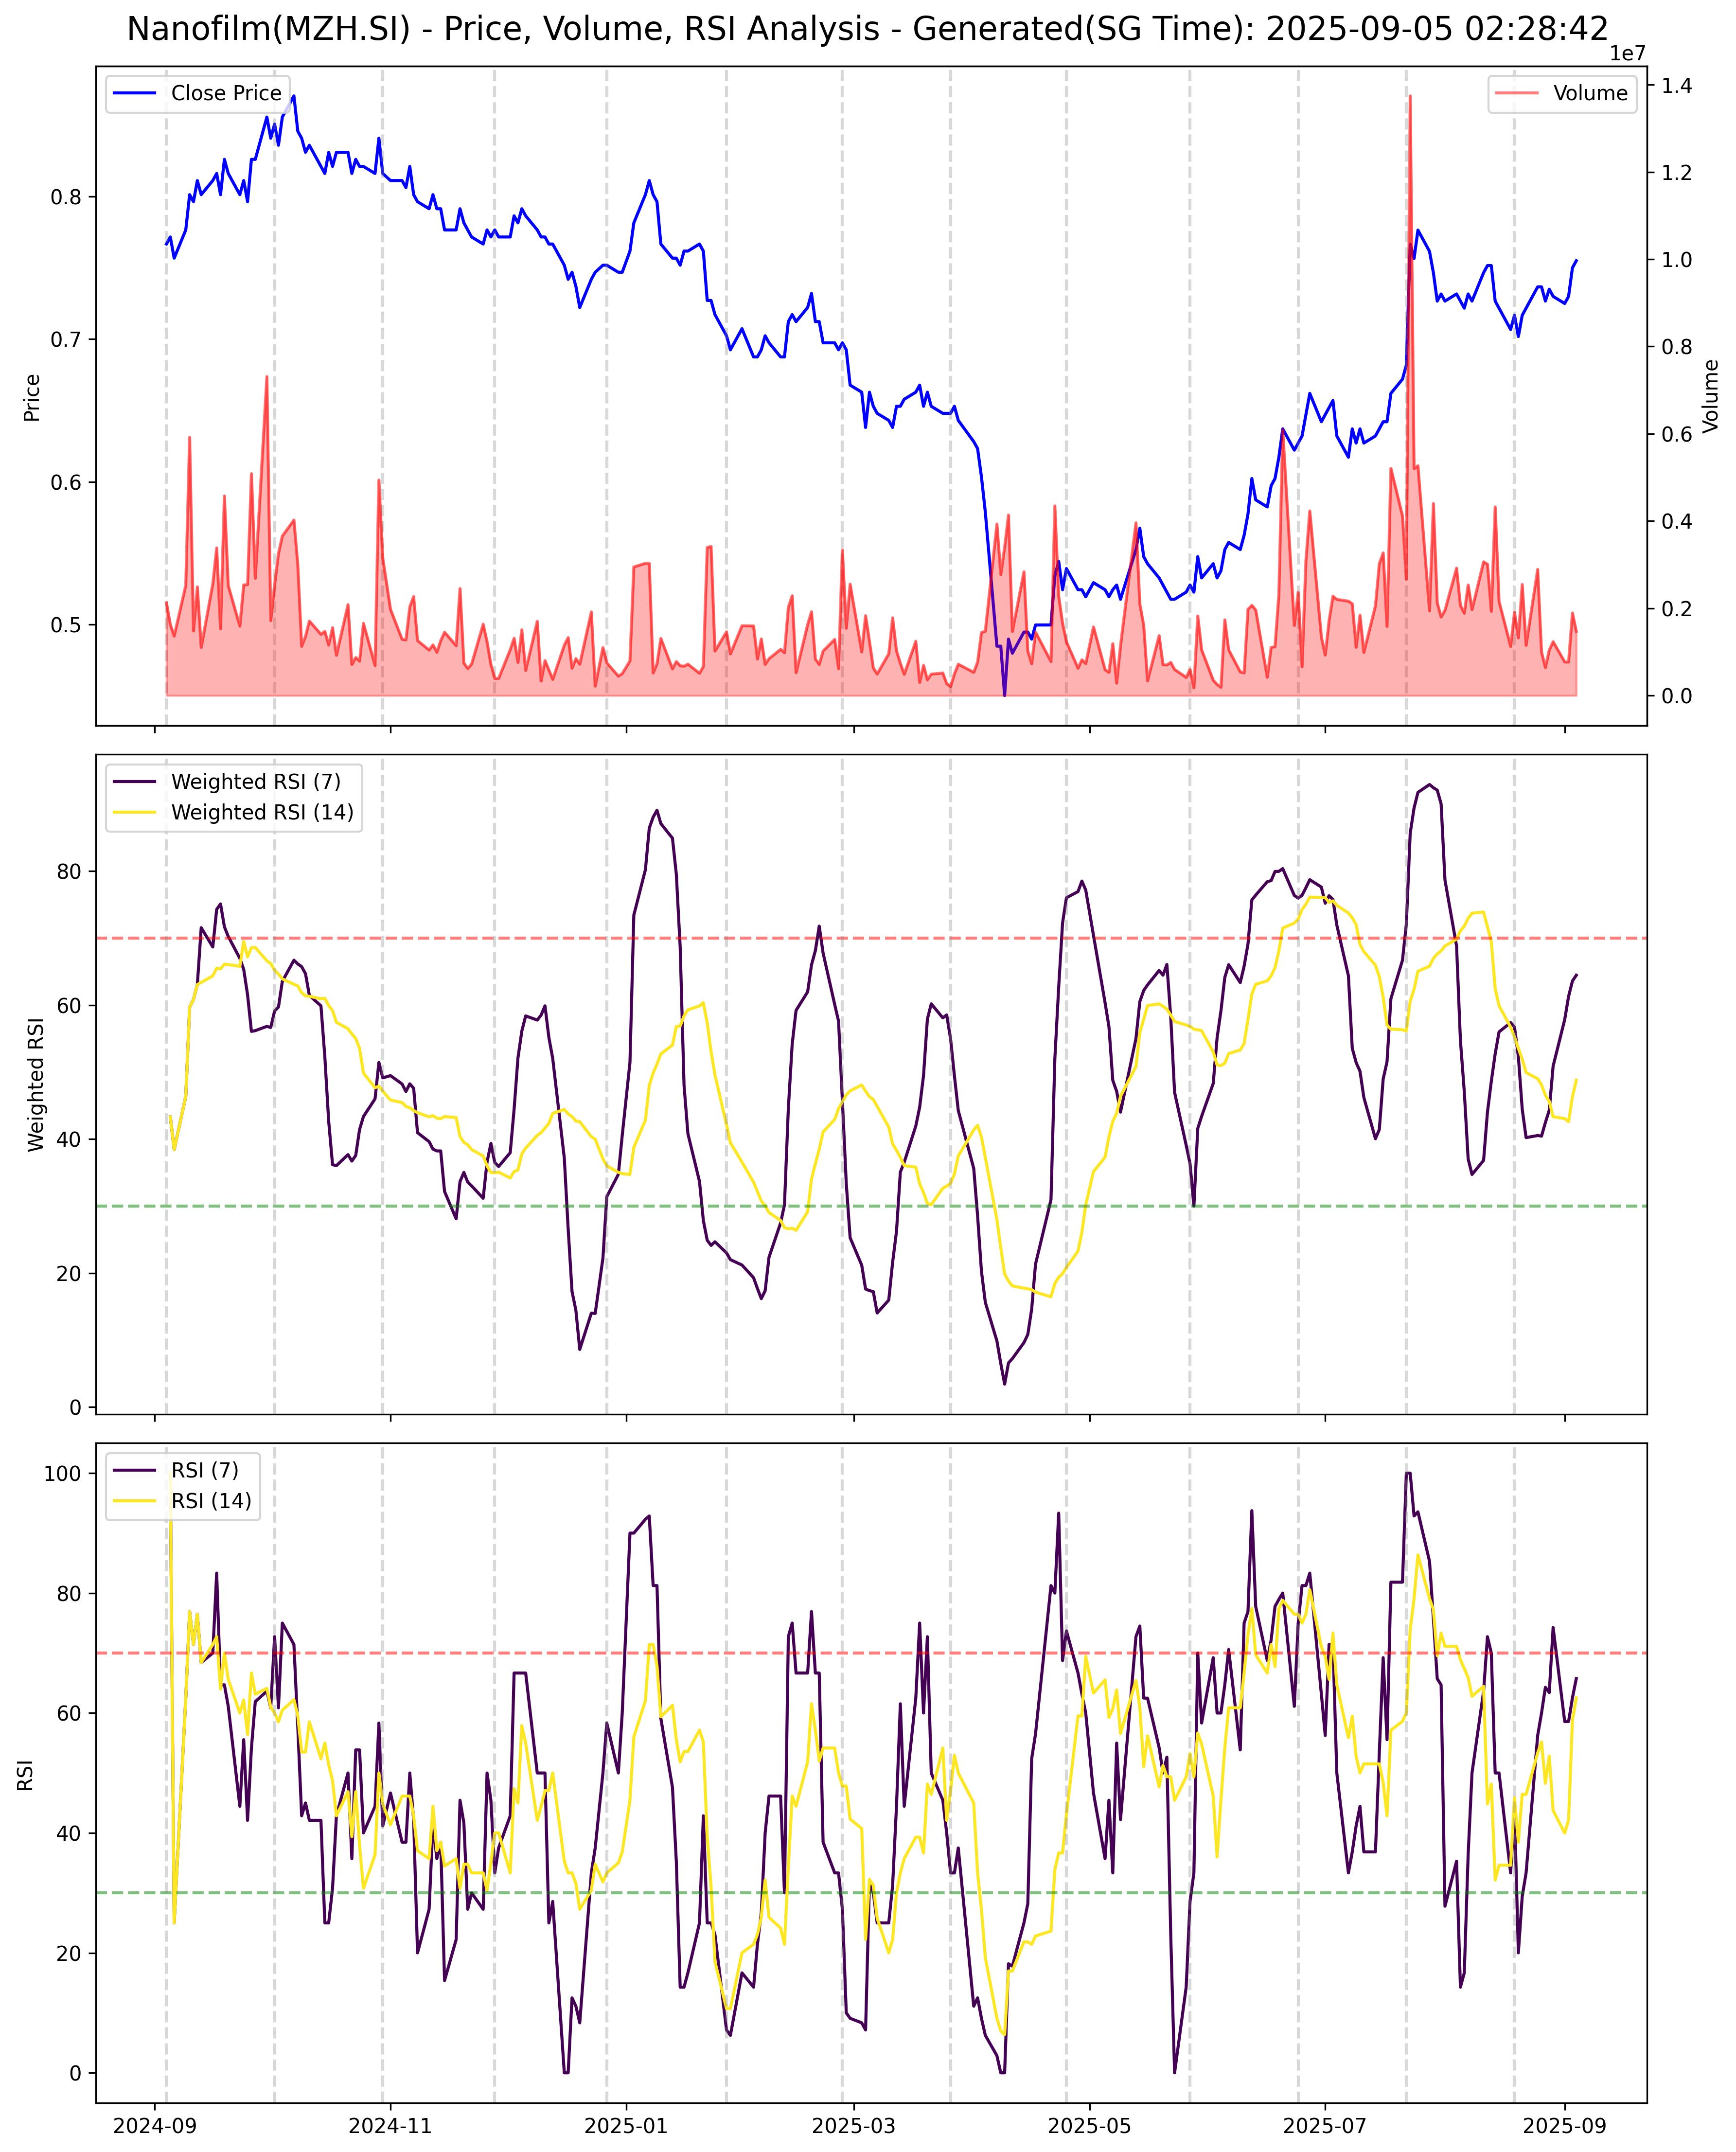 Nanofilm(MZH.SI) - Price, Volume, RSI Analysis - Generated(SG Time): 2025-09-05 02:28:42
1e7
Close Price
Volume
1.4
1.2
1.0
0.8
0.6
0.4
0.2
0.0
0.8
0.7
0.6
0.5
Price
Volume
Weighted RSI (7)
Weighted RSI (14)
80
60
40
20
0
Weighted RSI
RSI (7)
RSI (14)
100
80
60
40
20
0
RSI
2024-09
2024-11
2025-01
2025-03
2025-05
2025-07
2025-09